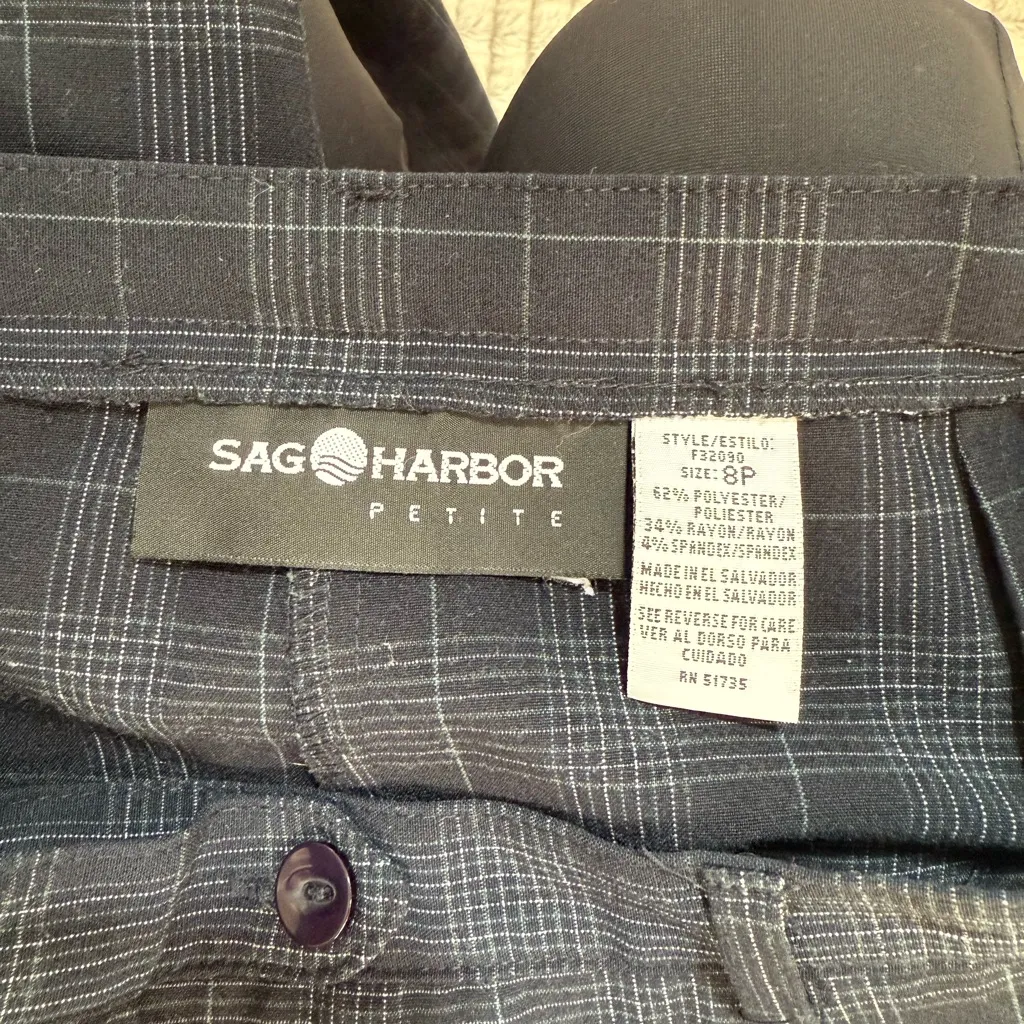 SAG HARBOR
PETITE
STYLE/ESTILO:
F32090
SIZE: 8P
62% POLYESTER/
POLIESTER
34% RAYON/RAYON
4% SPANDEX/SPANDEX
MADE IN EL SALVADOR
HECHO EN EL SALVADOR
SEE REVERSE FOR CARE
VER AL DORSO PARA
CUIDADO
RN 51735